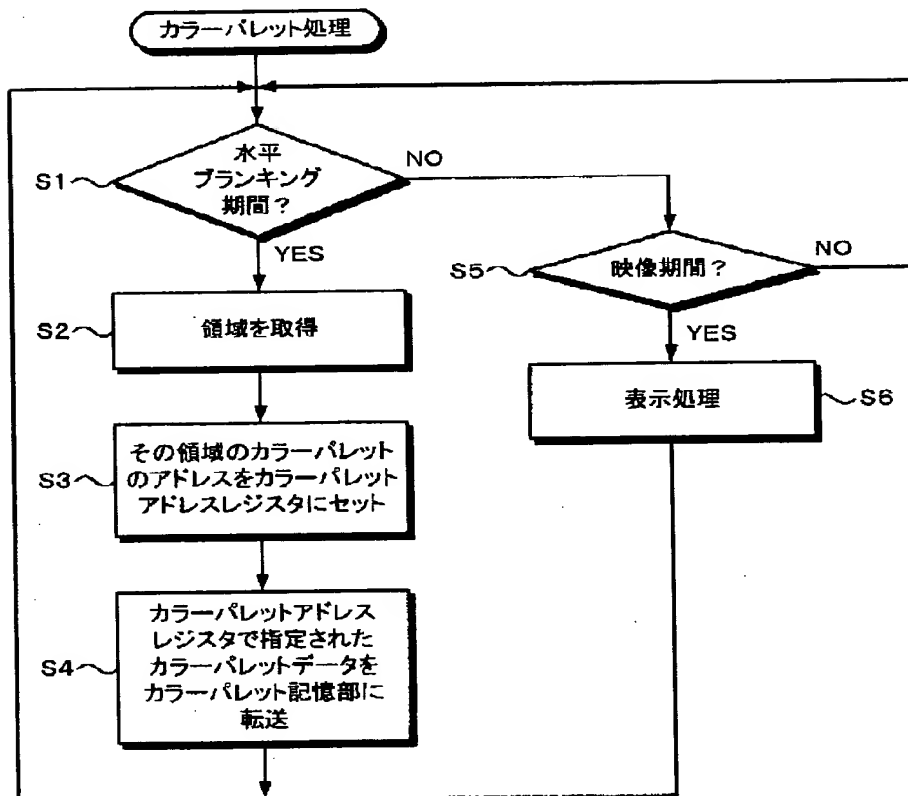 カラーパレット処理
S1
水平
ブランキング
期間？
NO
YES
S5
映像期間？
NO
YES
S2
領域を取得
表示処理
S6
S3
その領域のカラーパレット
のアドレスをカラーパレット
アドレスレジスタにセット
S4
カラーパレットアドレス
レジスタで指定された
カラーパレットデータを
カラーパレット記憶部に
転送